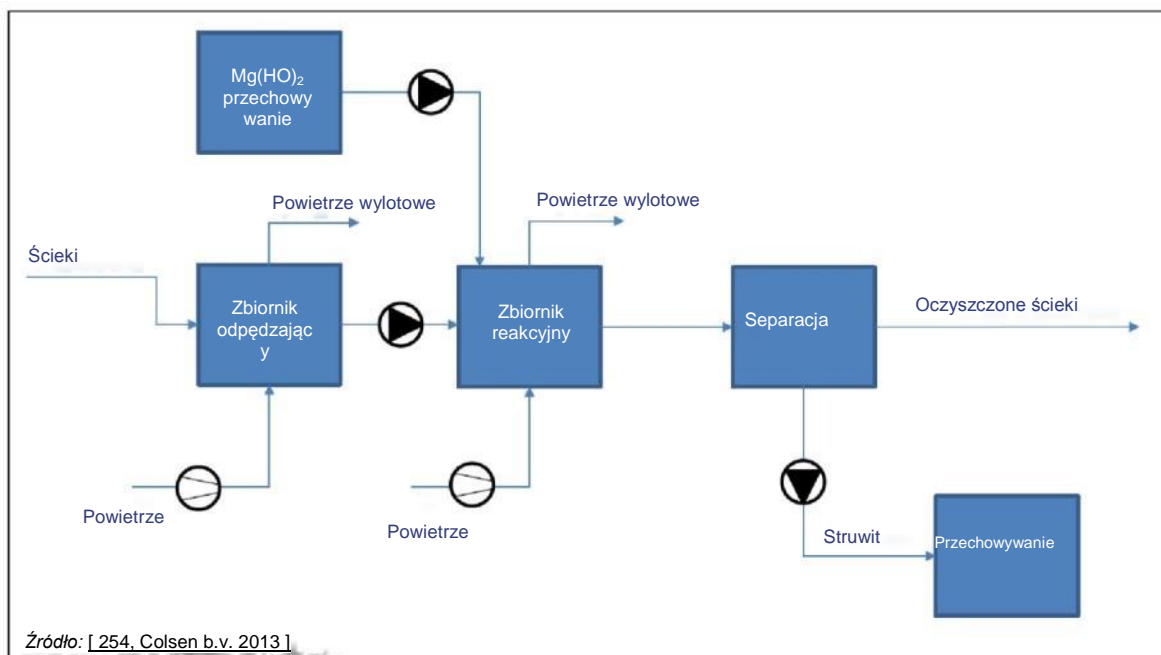 Mg(HO)₂
przechowy
wanie
Powietrze wylotowe
Powietrze wylotowe
Ścieki
Zbiornik
odpędzając
y
Zbiornik
reakcyjny
Separacja
Oczyszczone ścieki
Powietrze
Powietrze
Struwit
Przechowywanie
Źródło: [ 254, Colsen b.v. 2013 ]